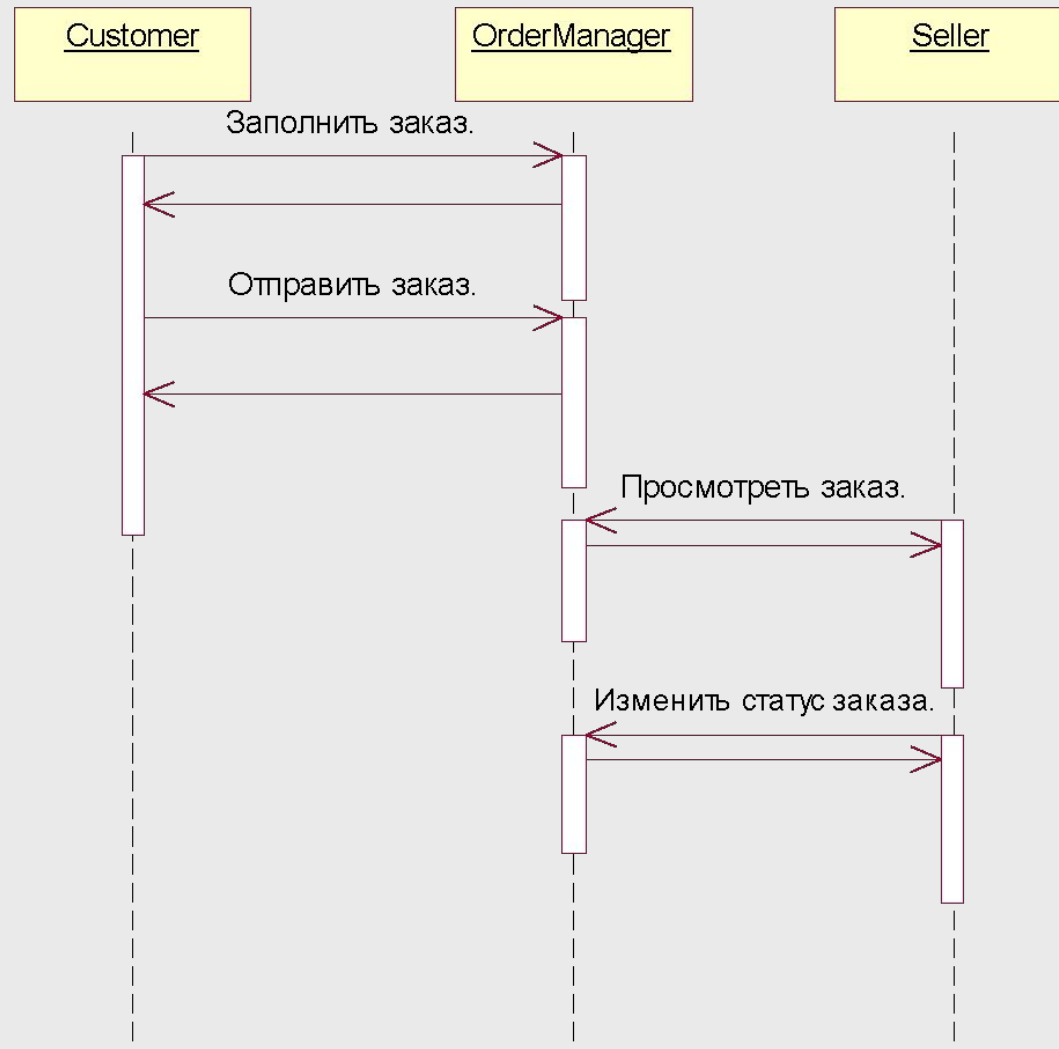 Customer
OrderManager
Seller
Заполнить заказ.
Отправить заказ.
Просмотреть заказ.
Изменить статус заказа.